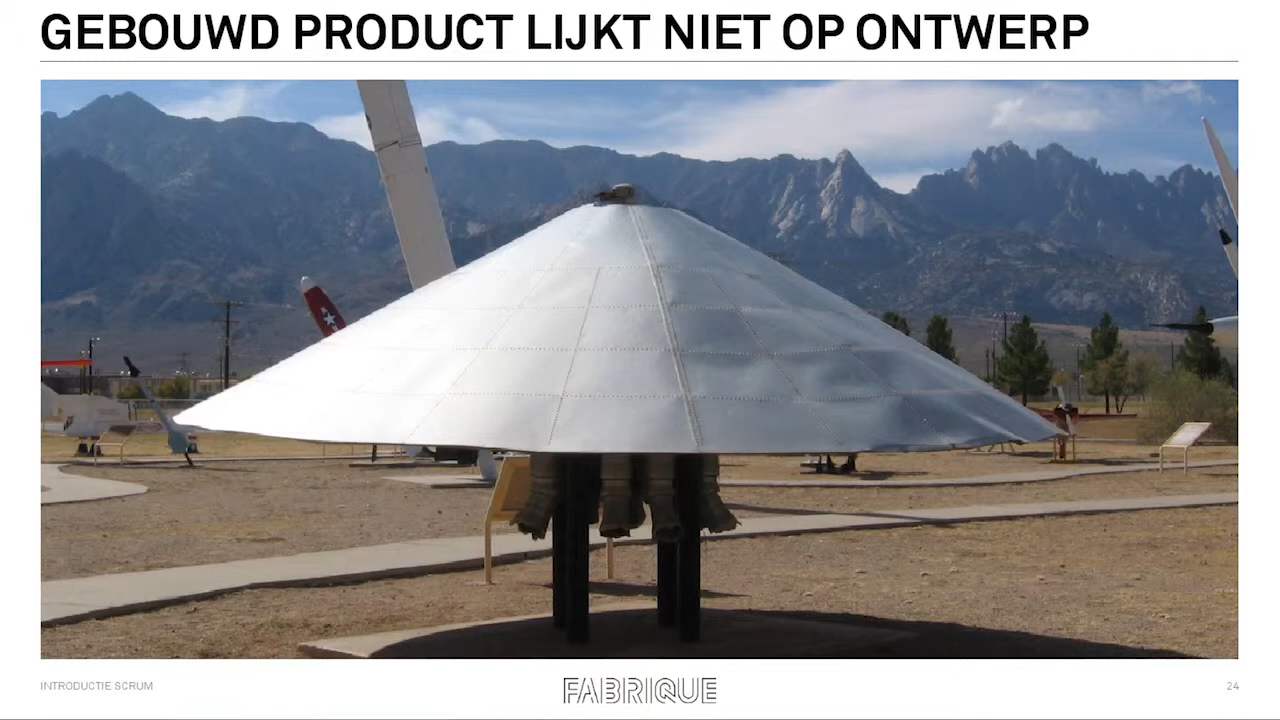 GEBOUWD PRODUCT LIJKT NIET OP ONTWERP
INTRODUCTIE SCRUM
FABRIQUE
24